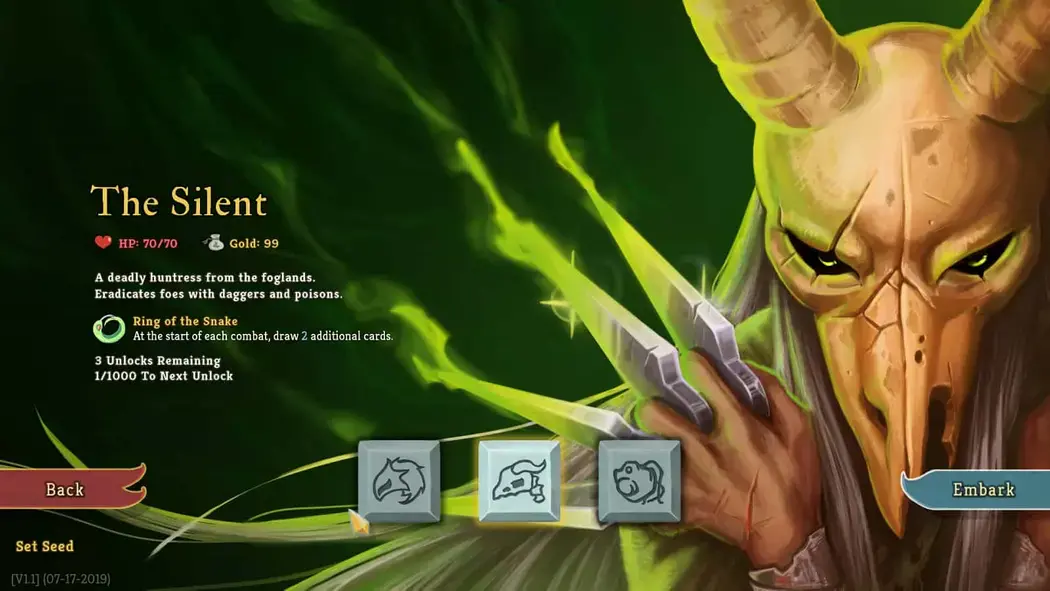 The Silent
HP: 70/70 Gold: 99
A deadly huntress from the foglands.
Eradicates foes with daggers and poisons.
Ring of the Snake
At the start of each combat, draw 2 additional cards.
3 Unlocks Remaining
1/1000 To Next Unlock
Back
Embark
Set Seed
[V1.1] (07-17-2019)